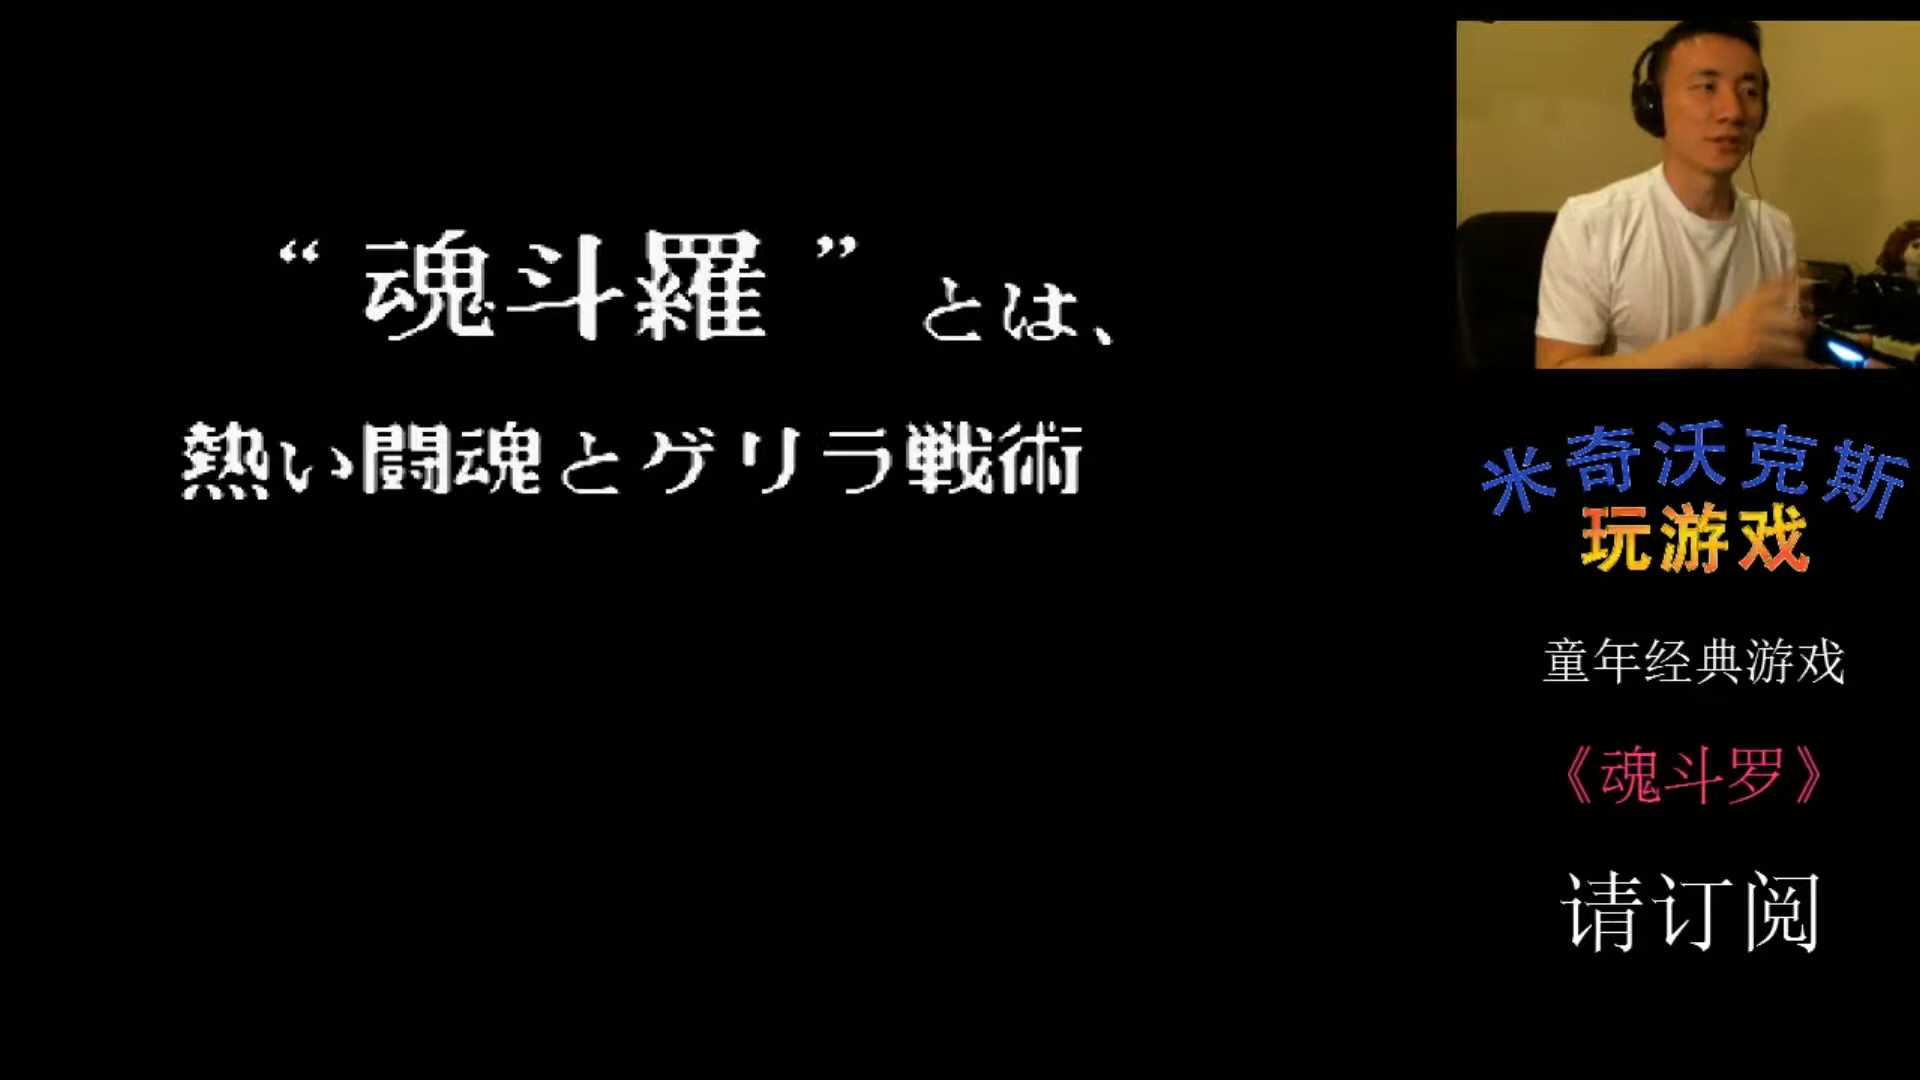 “魂斗羅”とは、
熱い闘魂とゲリラ戦術
米奇沃克斯
玩游戏
童年经典游戏
《魂斗罗》
请订阅